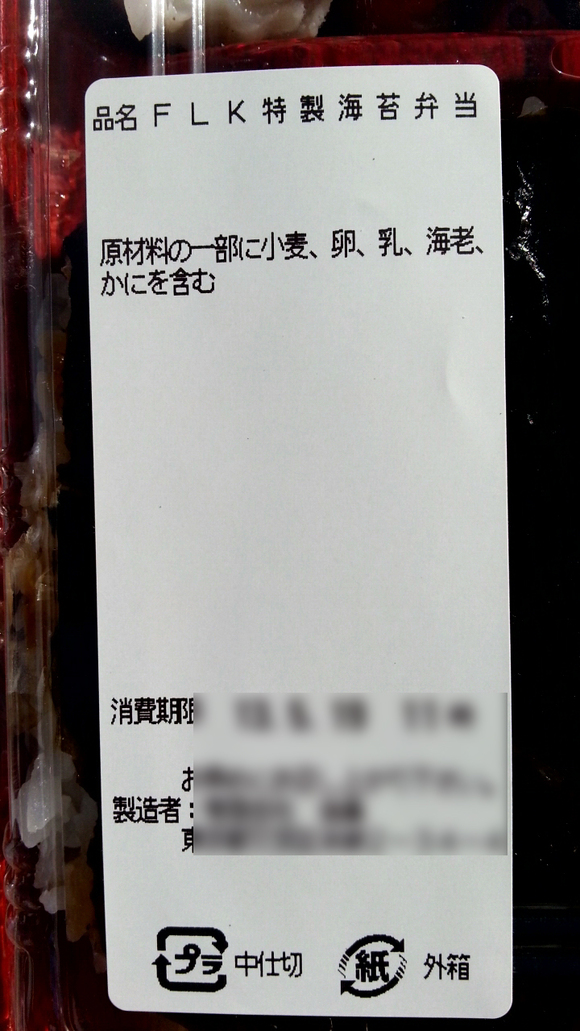 品名 FLK特製海苔弁当
原材料の一部に小麦、卵、乳、海老、
かにを含む
消費期限
製造者：
プラ 中仕切 紙 外箱